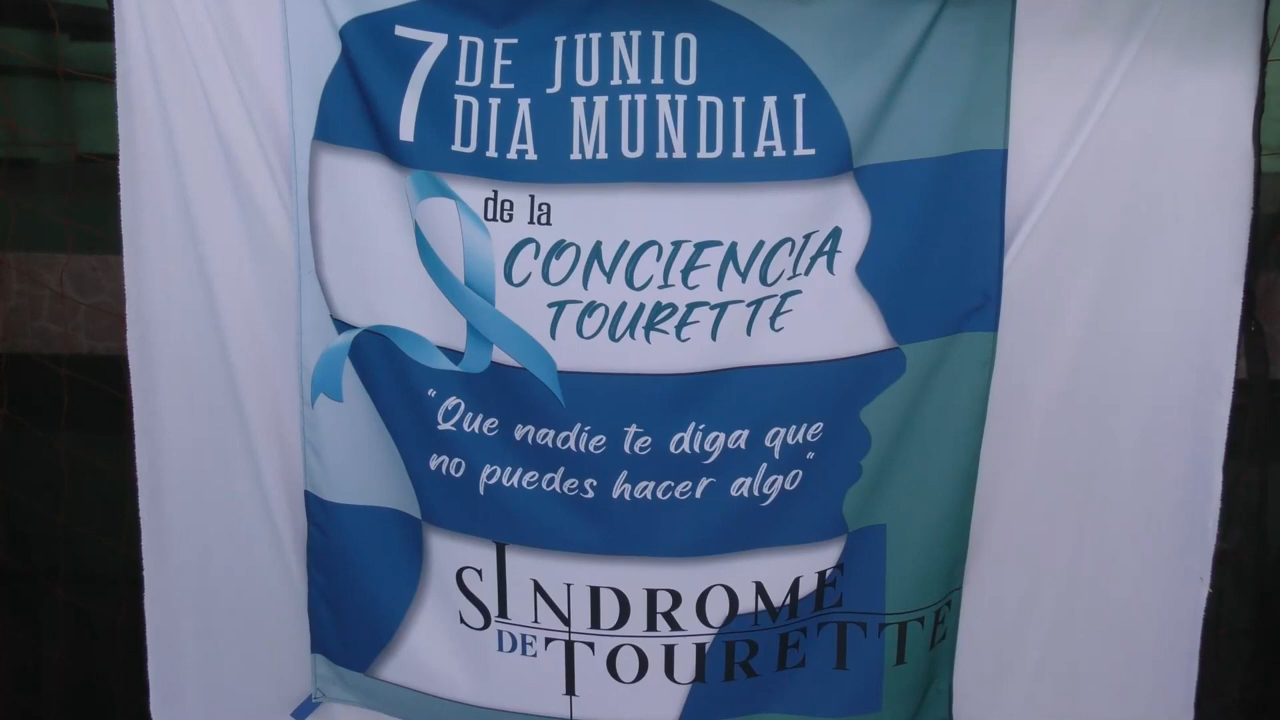 7 DE JUNIO
DIA MUNDIAL
de la
CONCIENCIA
TOURETTE
"Que nadie te diga que
no puedes hacer algo"
SINDROME
DE TOURETTE